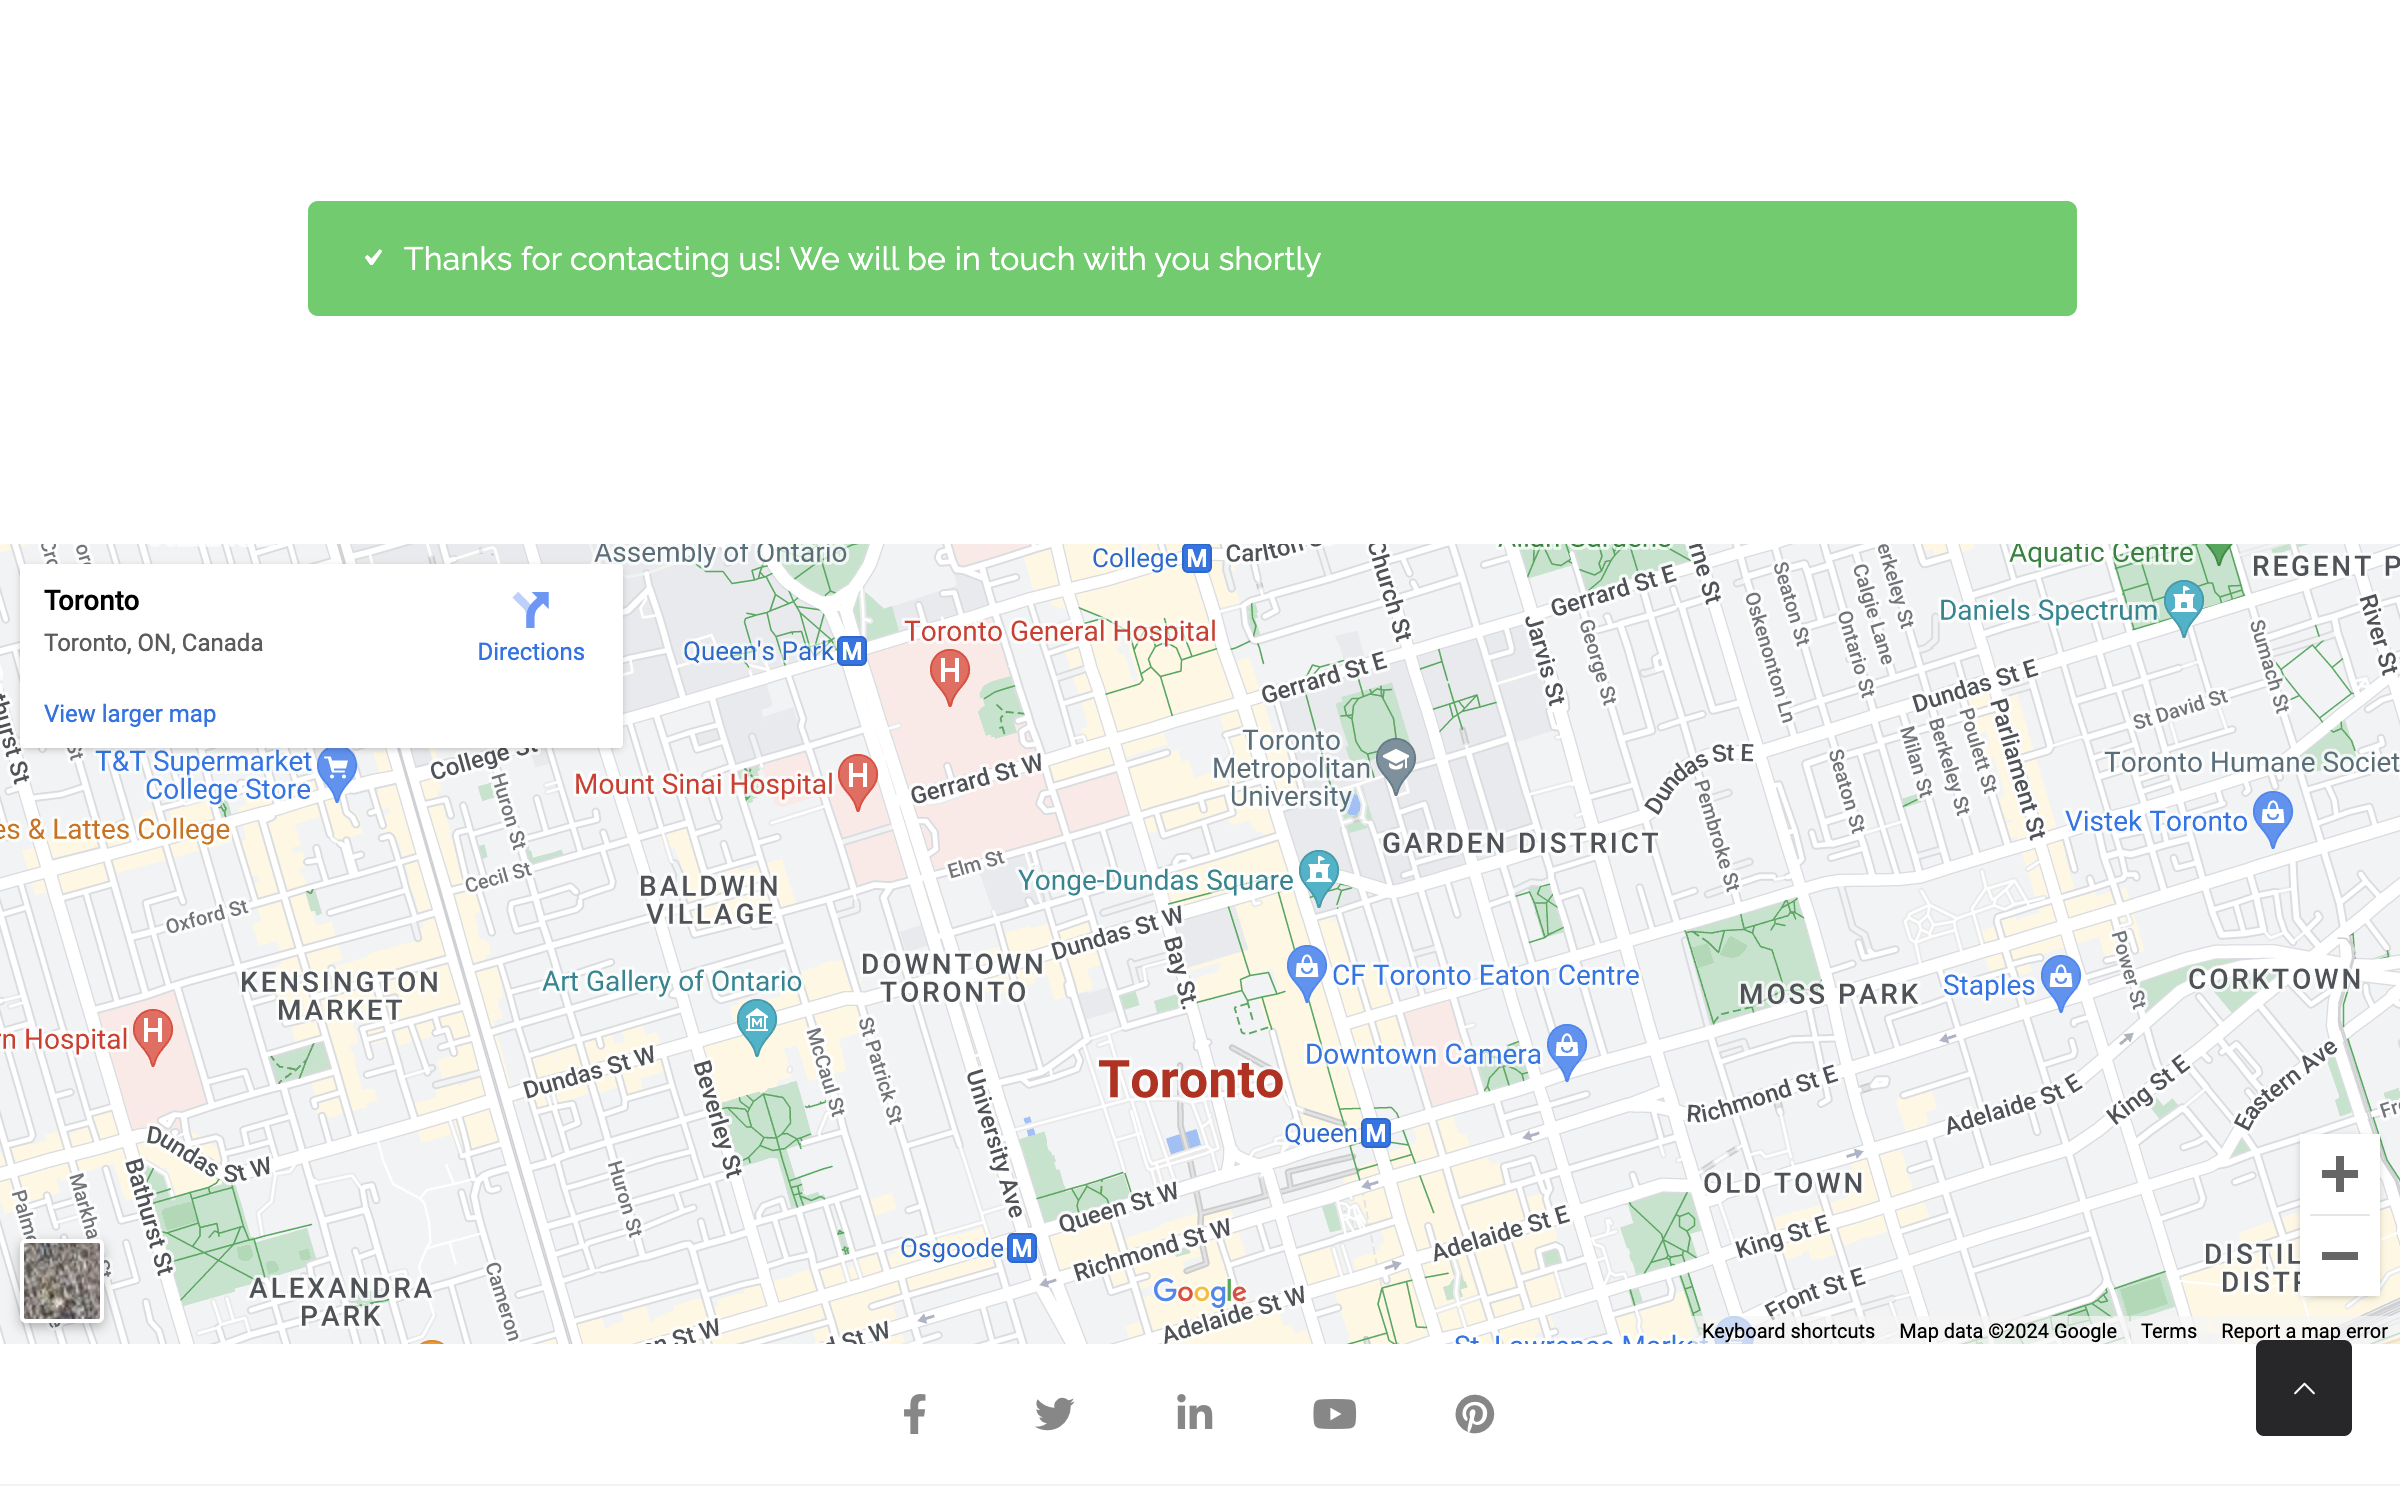 Thanks for contacting us! We will be in touch with you shortly
Assembly of Ontario
College
M
Church St
Aquatic Centre
REGENT P
Toronto
Toronto, ON, Canada
Directions
View larger map
Queen's Park
M
Toronto General Hospital
H
Gerrard St E
Gerrard St E
Jarvis St
George St
Oskenonton Ln
Seaton St
Calgie Lane
Ontario St
Daniels Spectrum
River St
Sumach St
Dundas St E
St David St
T&T Supermarket
College Store
College St
Huron St
Mount Sinai Hospital
H
Gerrard St W
Toronto
Metropolitan
University
Dundas St E
Pembroke St
Seaton St
Milan St
Berkeley St
Poulett St
Parliament St
Toronto Humane Societ
Vistek Toronto
es & Lattes College
GARDEN DISTRICT
Cecil St
Elm St
BALDWIN
VILLAGE
Yonge-Dundas Square
Oxford St
Dundas St W
Bay St.
DOWNTOWN
TORONTO
KENSINGTON
MARKET
Art Gallery of Ontario
M
CF Toronto Eaton Centre
MOSS PARK
Staples
Power St
CORKTOWN
n Hospital
H
Dundas St W
Beverley St
McCaul St
St Patrick St
University Ave
Toronto
Downtown Camera
Queen
M
Richmond St E
Adelaide St E
King St E
Eastern Ave
Dundas St W
Bathurst St
Huron St
Queen St W
OLD TOWN
Osgoode
M
Richmond St W
Adelaide St E
King St E
Front St E
ALEXANDRA
PARK
Cameron
Google
Adelaide St W
DISTIL
DISTR
Keyboard shortcuts
Map data ©2024 Google
Terms
Report a map error